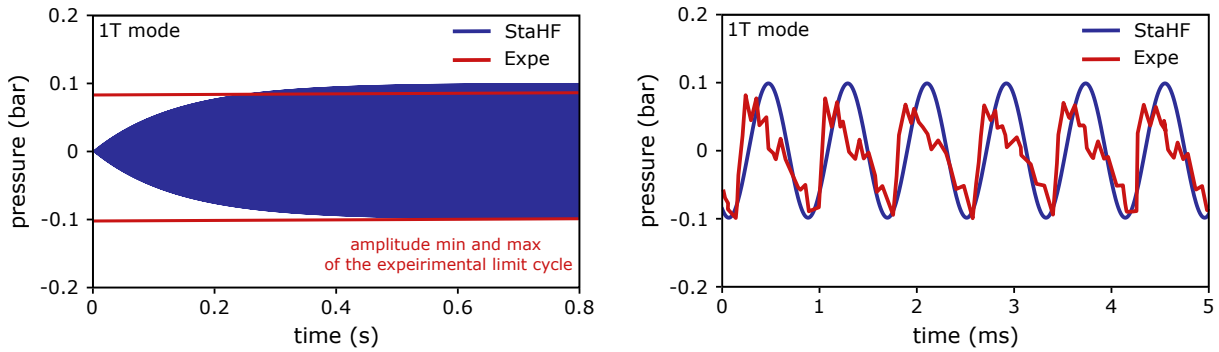 0.2
1T mode
StaHF
Expe
0.1
0
-0.1
-0.2
pressure (bar)
amplitude min and max
of the expeirimental limit cycle
0
0.2
0.4
0.6
0.8
time (s)
0.2
1T mode
StaHF
Expe
0.1
0
-0.1
-0.2
pressure (bar)
0
1
2
3
4
5
time (ms)